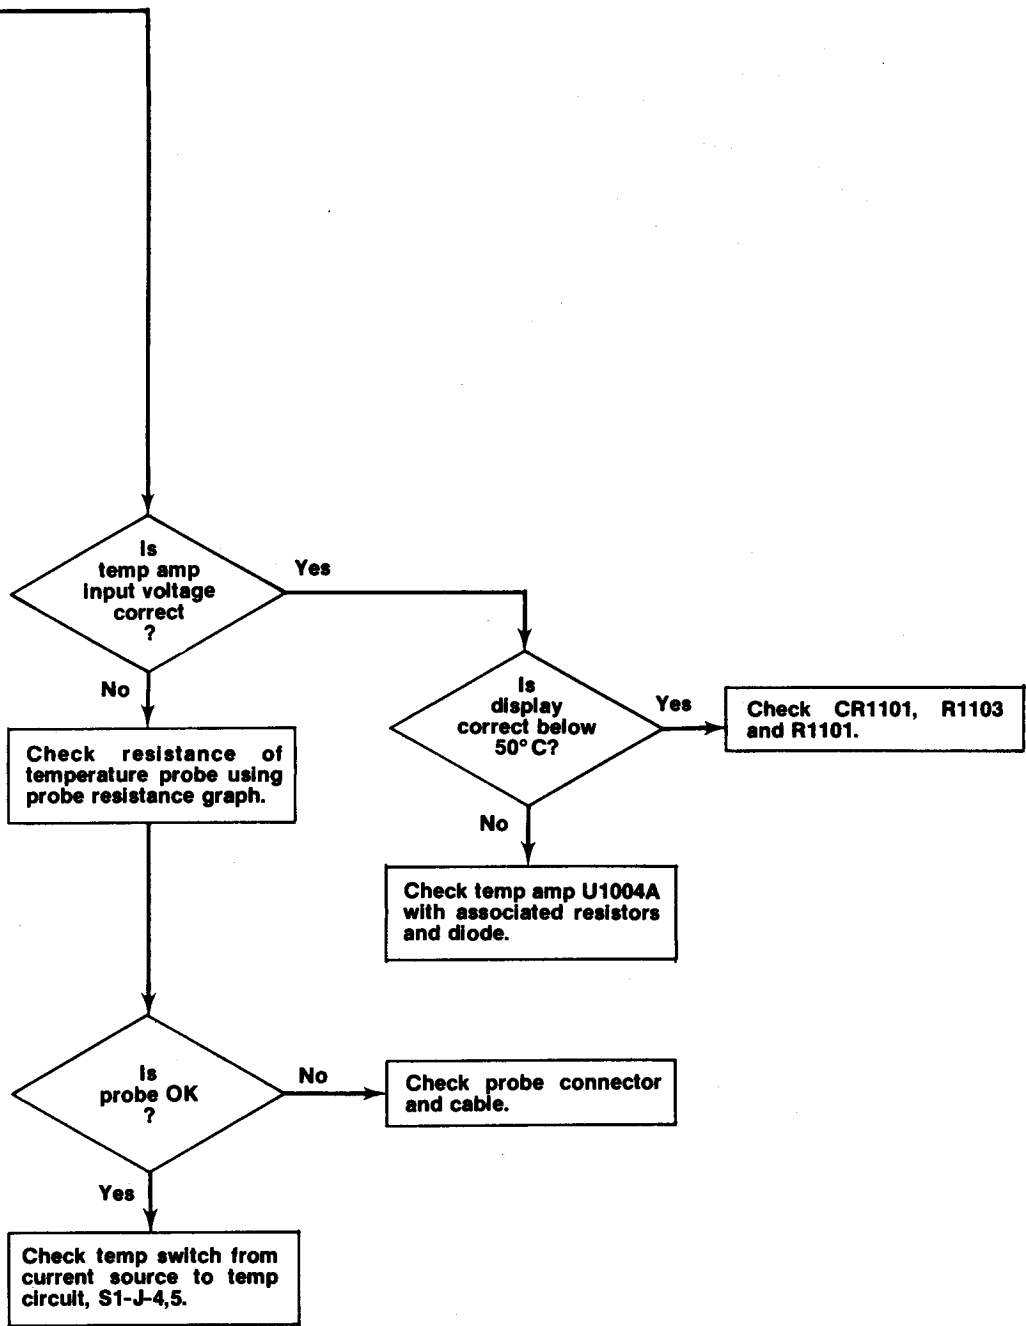 Is
temp amp
input voltage
correct
?
Yes
No
Is
display
correct below
50° C?
Yes
Check CR1101, R1103
and R1101.
Check resistance of
temperature probe using
probe resistance graph.
No
Check temp amp U1004A
with associated resistors
and diode.
Is
probe OK
?
No
Check probe connector
and cable.
Yes
Check temp switch from
current source to temp
circuit, S1-J-4,5.